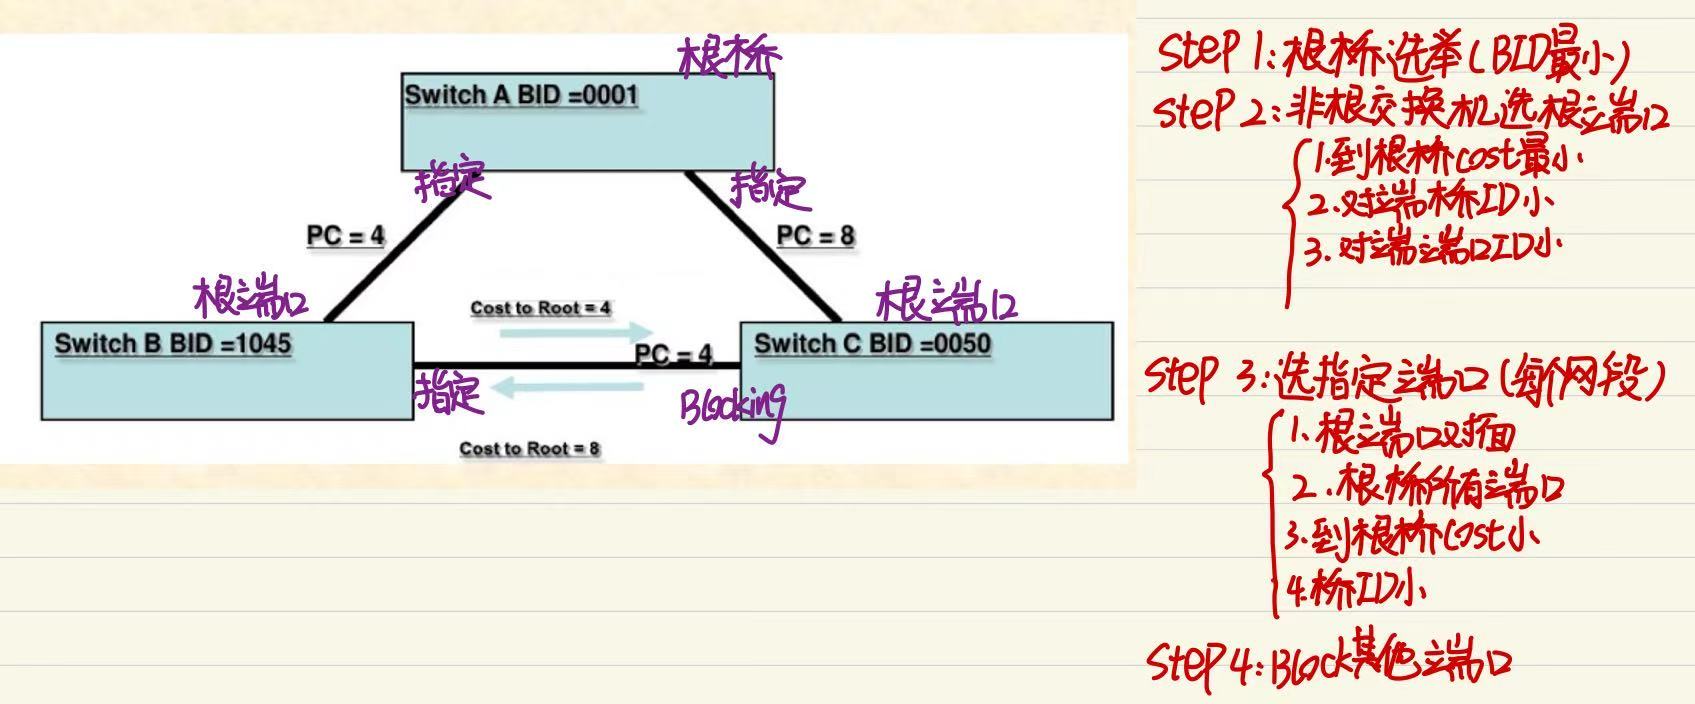 根桥
Switch A BID =0001
指定
指定
PC = 4
PC = 8
根端口
根端口
Cost to Root = 4
Switch B BID =1045
PC = 4
Switch C BID =0050
指定
Blocking
Cost to Root = 8
Step 1:根桥选举(BID最小)
Step 2:非根交换机选根端口
1.到根桥cost最小
2.对端桥ID小
3.对端端口ID小
Step 3:选指定端口(每个网段)
1.根端口对面
2.根桥所有端口
3.到根桥Cost小
4.桥ID小
Step4:Block其他端口